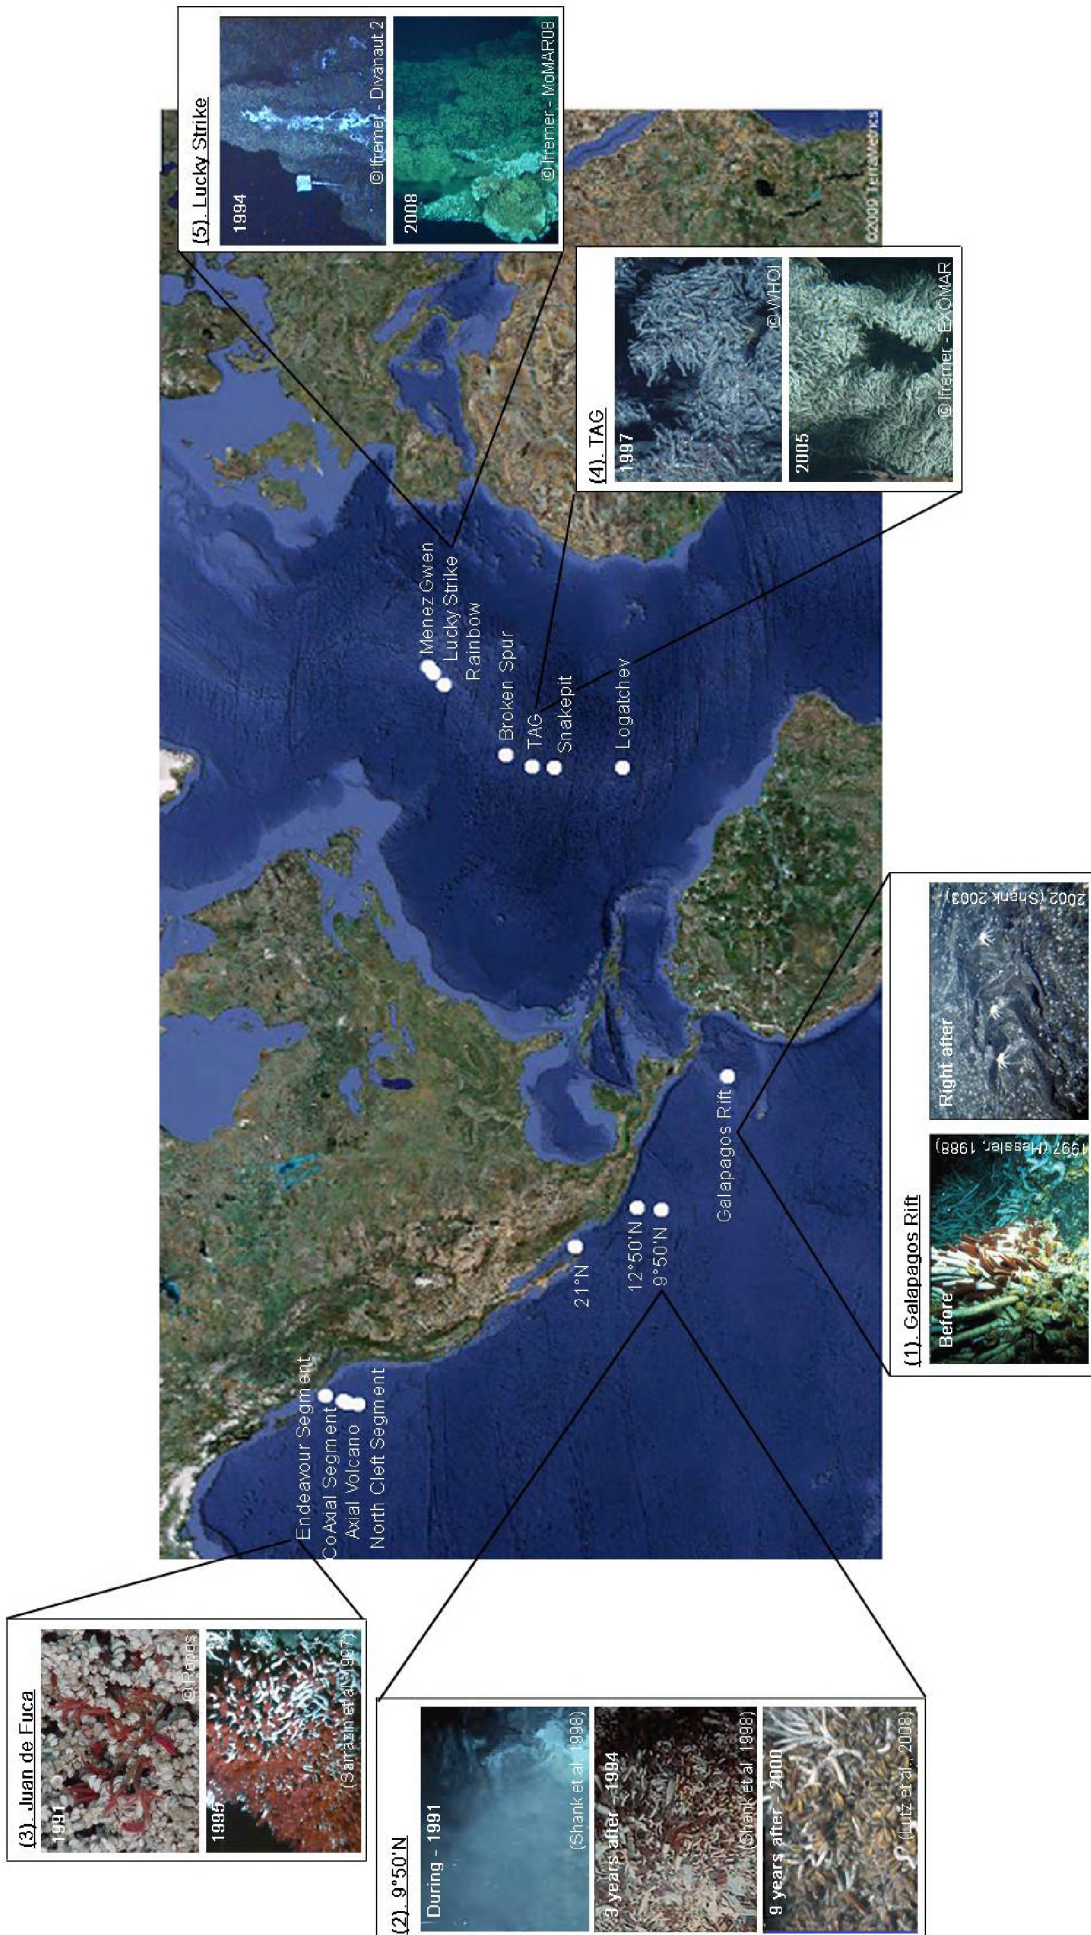 (3). Juan de Fuca
1991
© Ropos
1995
(Sarrazin et al. 1997)
(2). 9°50'N
During - 1991
(Shank et al. 1998)
3 years after - 1994
(Shank et al. 1998)
9 years after - 2000
(Lutz et al., 2008)
Endeavour Segment
CoAxial Segment
Axial Volcano
North Cleft Segment
21°N
12°50'N
9°50'N
Galapagos Rift
(1). Galapagos Rift
Before
1997 (Hessler, 1988)
Right after
2002 (Shank 2003)
Menez Gwen
Lucky Strike
Rainbow
Broken Spur
TAG
Snakepit
Logatchev
(4). TAG
1997
© WHOI
2005
© Ifremer - EXOMAR
(5). Lucky Strike
1994
© Ifremer - Divanaut 2
2008
© Ifremer - MoMAR08
©2009 TerraMetrics